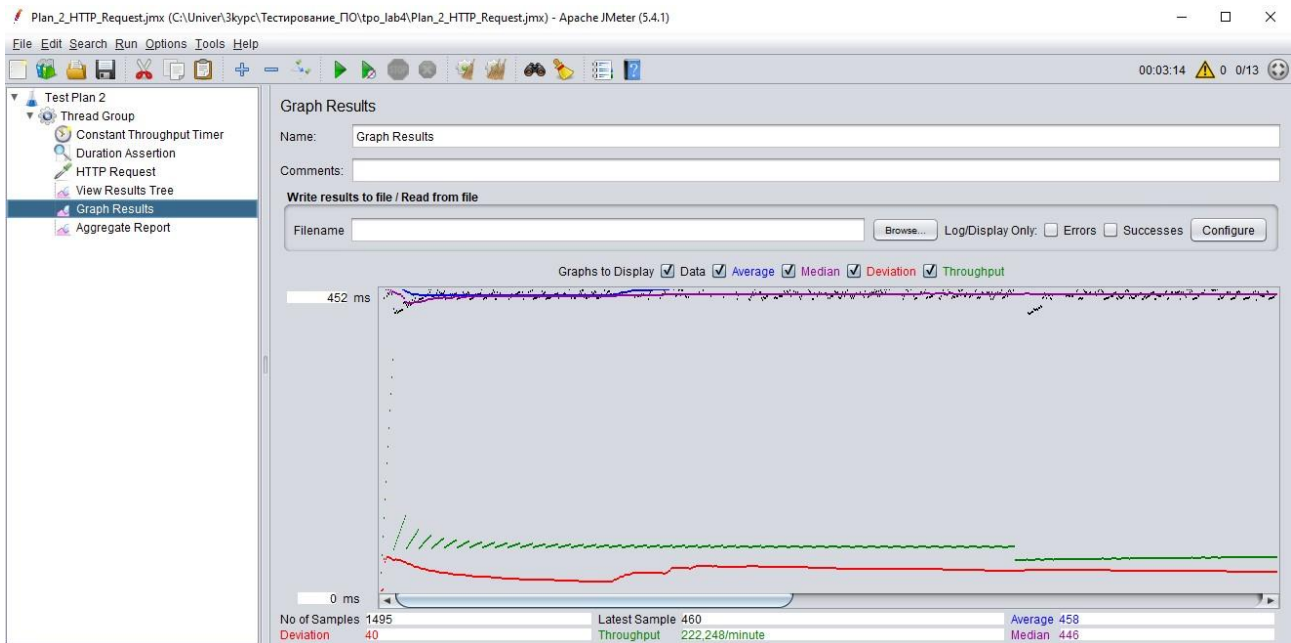 Plan_2_HTTP_Request.jmx (C:\Univer\3kypc\Тестирование_ПО\tpo_lab4\Plan_2_HTTP_Request.jmx) - Apache JMeter (5.4.1)
File Edit Search Run Options Tools Help
00:03:14 0 0/13
Test Plan 2
Thread Group
Constant Throughput Timer
Duration Assertion
HTTP Request
View Results Tree
Graph Results
Aggregate Report
Graph Results
Name: Graph Results
Comments:
Write results to file / Read from file
Filename Browse... Log/Display Only: Errors Successes Configure
Graphs to Display Data Average Median Deviation Throughput
452 ms
0 ms
No of Samples 1495 Latest Sample 460 Average 458
Deviation 40 Throughput 222,248/minute Median 446